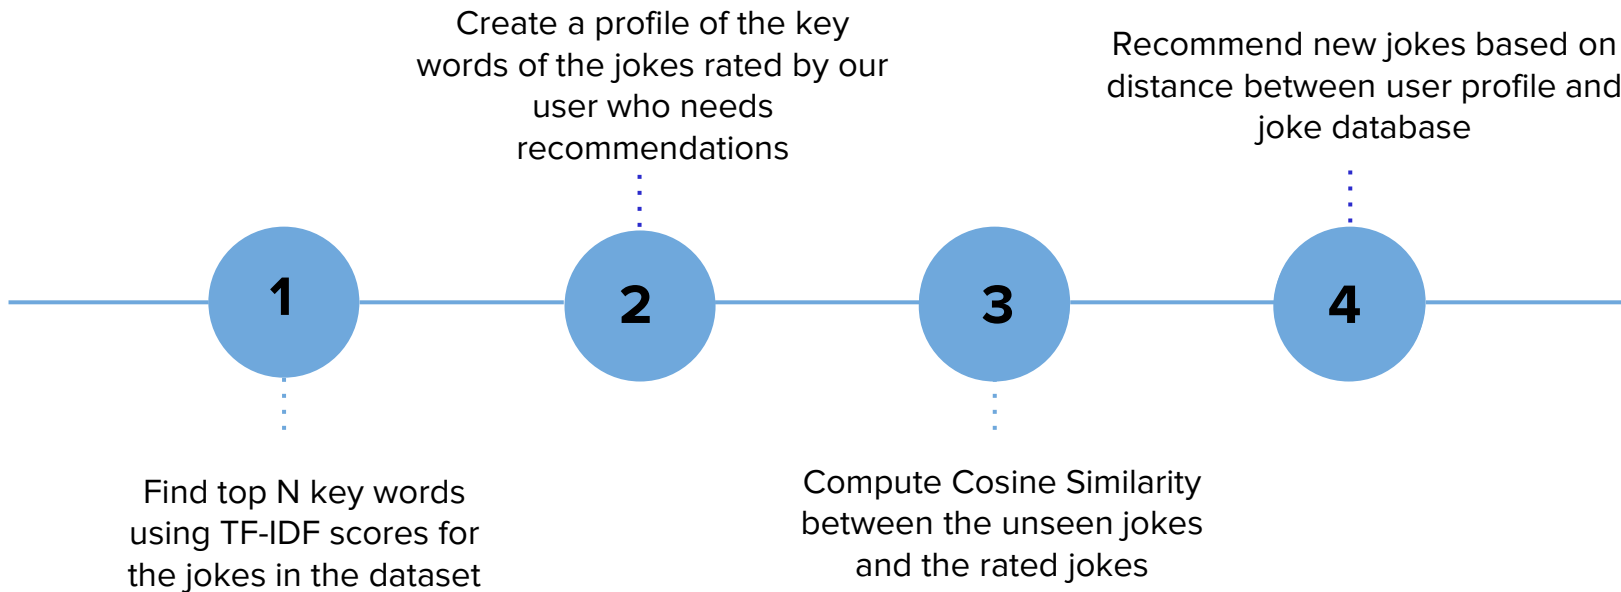 Create a profile of the key
words of the jokes rated by our
user who needs
recommendations
Recommend new jokes based on
distance between user profile and
joke database
1
2
3
4
Find top N key words
using TF-IDF scores for
the jokes in the dataset
Compute Cosine Similarity
between the unseen jokes
and the rated jokes